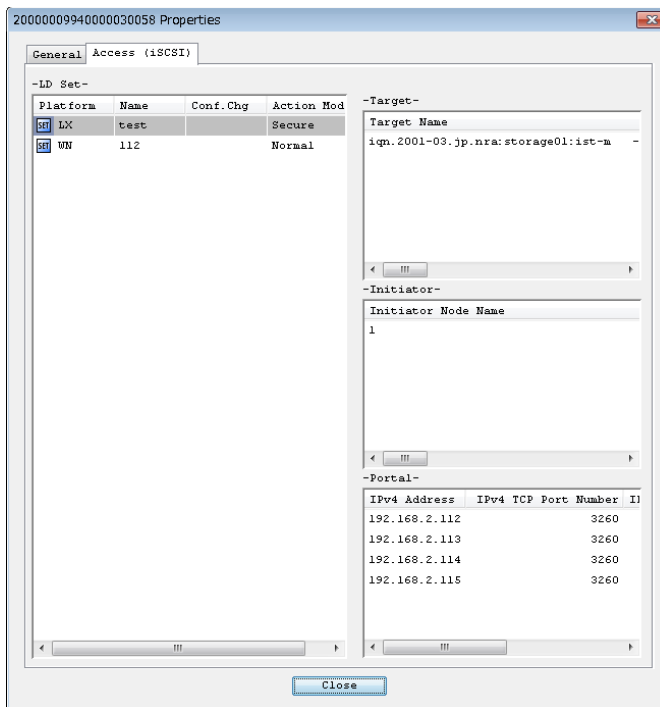 20000009940000030058 Properties
General Access (iSCSI)
-LD Set-
Platform Name Conf.Chg Action Mod
SET LX test Secure
SET WN 112 Normal
-Target-
Target Name
iqn.2001-03.jp.nra:storage01:ist-m -
-Initiator-
Initiator Node Name
1
-Portal-
IPv4 Address IPv4 TCP Port Number
192.168.2.112 3260
192.168.2.113 3260
192.168.2.114 3260
192.168.2.115 3260
Close